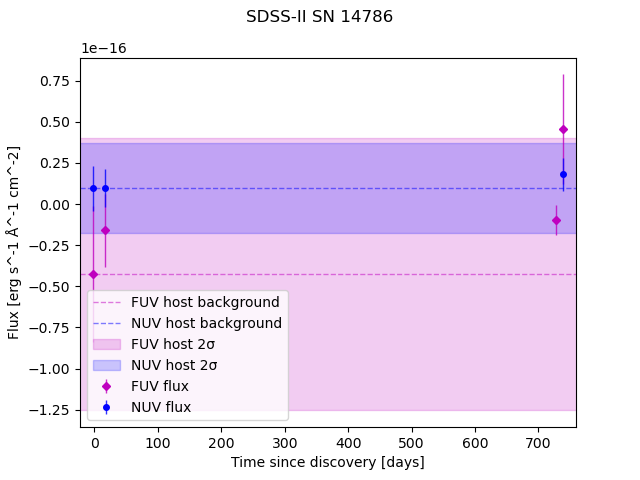 SDSS-II SN 14786
1e−16
0.75
0.50
0.25
0.00
−0.25
−0.50
−0.75
−1.00
−1.25
Flux [erg s^-1 Å^-1 cm^-2]
FUV host background
NUV host background
FUV host 2σ
NUV host 2σ
FUV flux
NUV flux
0 100 200 300 400 500 600 700
Time since discovery [days]